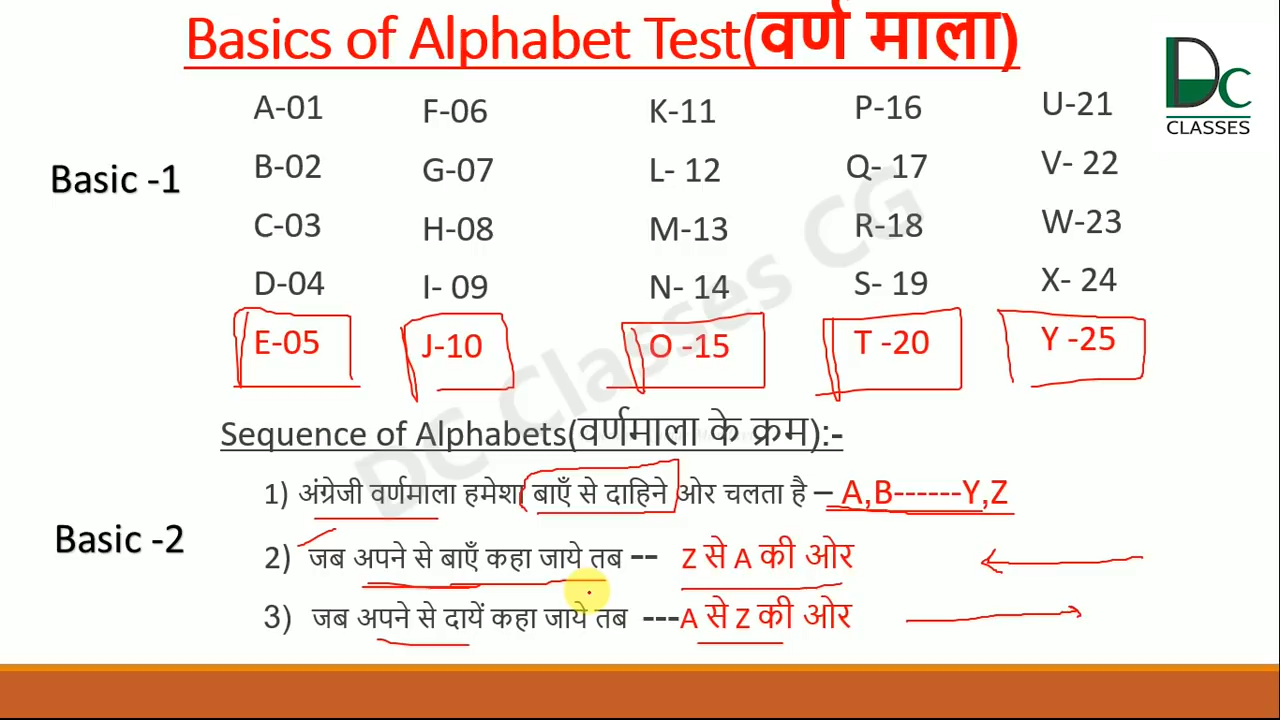 Basics of Alphabet Test(वर्ण माला)
DC
CLASSES
Basic -1
A-01 F-06 K-11 P-16 U-21
B-02 G-07 L- 12 Q- 17 V- 22
C-03 H-08 M-13 R-18 W-23
D-04 I- 09 N- 14 S- 19 X- 24
E-05 J-10 O -15 T -20 Y -25
DC Classes CG
Sequence of Alphabets(वर्णमाला के क्रम):-
Basic -2
1) अंग्रेजी वर्णमाला हमेशा बाएँ से दाहिने ओर चलता है – A,B------Y,Z
2) जब अपने से बाएँ कहा जाये तब -- Z से A की ओर
3) जब अपने से दायें कहा जाये तब ---A से Z की ओर